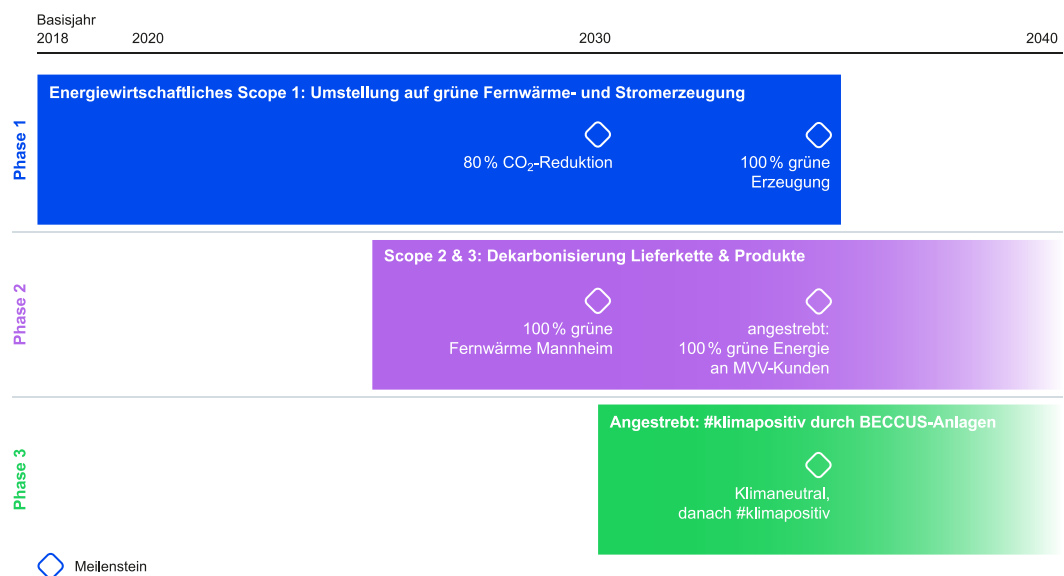 Basisjahr
2018 2020 2030 2040
Phase 1
Energiewirtschaftliches Scope 1: Umstellung auf grüne Fernwärme- und Stromerzeugung
80 % CO₂-Reduktion
100 % grüne
Erzeugung
Phase 2
Scope 2 & 3: Dekarbonisierung Lieferkette & Produkte
100 % grüne
Fernwärme Mannheim
angestrebt:
100 % grüne Energie
an MVV-Kunden
Phase 3
Angestrebt: #klimapositiv durch BECCUS-Anlagen
Klimaneutral,
danach #klimapositiv
Meilenstein